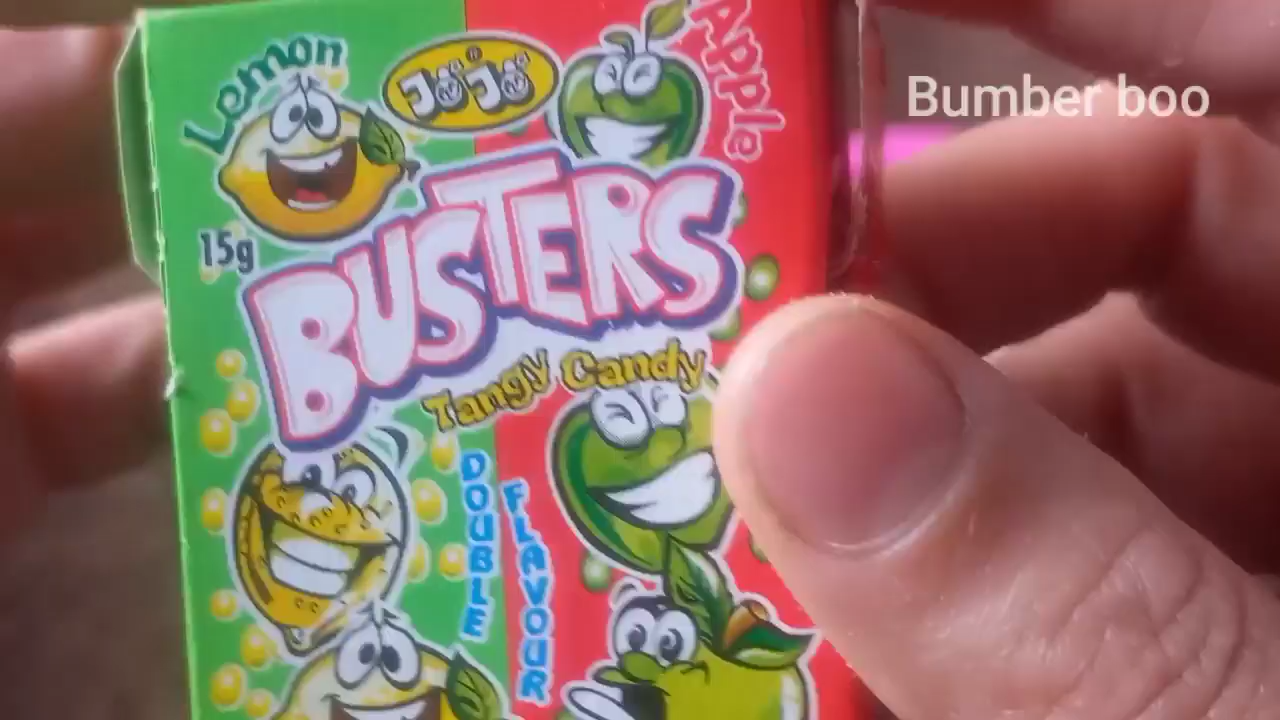 Lemon
JOJO
Apple
Bumber boo
15g
BUSTERS
Tangy Candy
DOUBLE
FLAVOUR